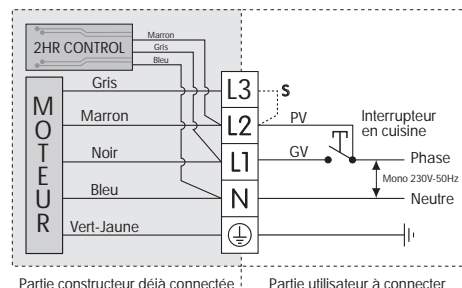 2HR CONTROL
Marron
Gris
Bleu
MOTEUR
Gris
Marron
Noir
Bleu
Vert-Jaune
L3
L2
L1
N
S
PV
GV
Interrupteur
en cuisine
Phase
Mono 230V-50Hz
Neutre
Partie constructeur déjà connectée
Partie utilisateur à connecter